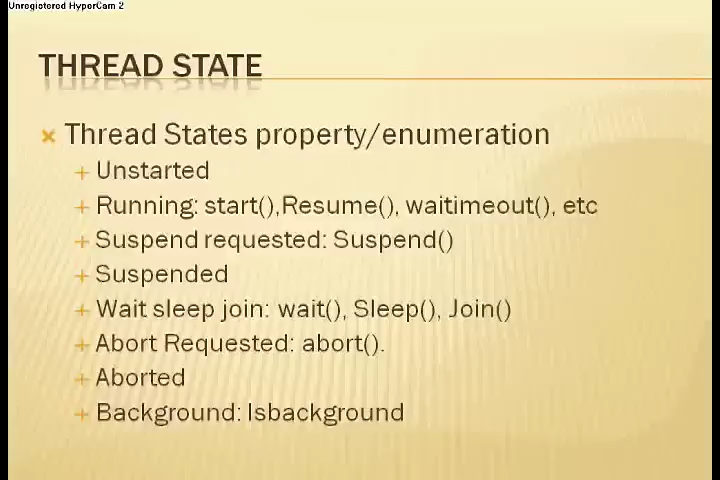 Unregistered HyperCam 2
THREAD STATE
Thread States property/enumeration
Unstarted
Running: start(),Resume(), waitimeout(), etc
Suspend requested: Suspend()
Suspended
Wait sleep join: wait(), Sleep(), Join()
Abort Requested: abort().
Aborted
Background: Isbackground